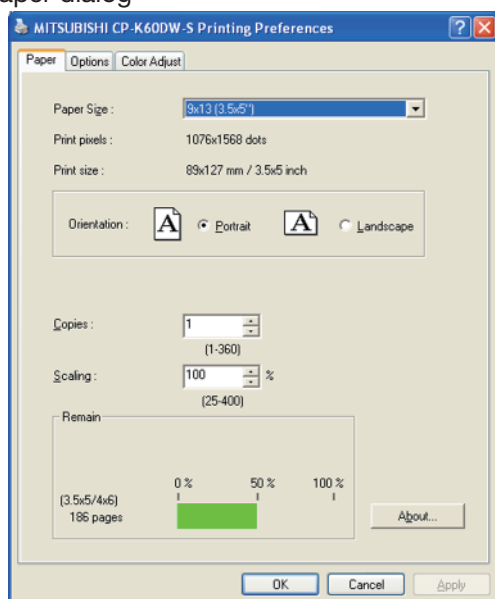 aper dialog
MITSUBISHI CP-K60DW-S Printing Preferences
Paper Options Color Adjust
Paper Size : 9x13 (3.5x5")
Print pixels : 1076x1568 dots
Print size : 89x127 mm / 3.5x5 inch
Orientation : A Portrait A Landscape
Copies : 1
(1-360)
Scaling : 100 %
(25-400)
Remain
0 % 50 % 100 %
(3.5x5/4x6)
186 pages
About...
OK Cancel Apply